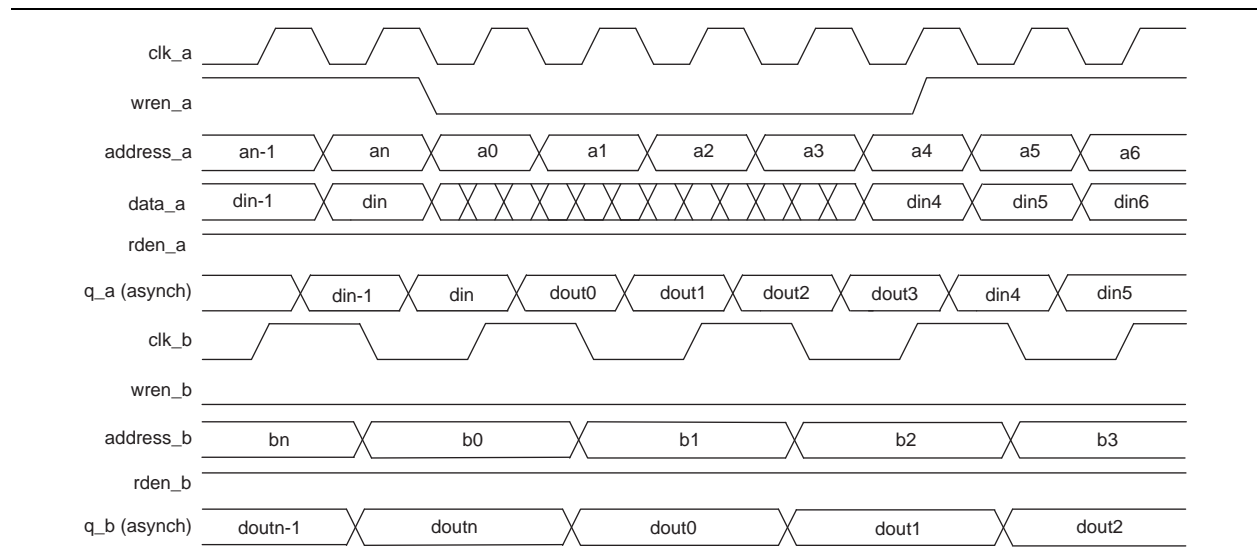 clk_a
wren_a
address_a an-1 an a0 a1 a2 a3 a4 a5 a6
data_a din-1 din din4 din5 din6
rden_a
q_a (asynch) din-1 din dout0 dout1 dout2 dout3 din4 din5
clk_b
wren_b
address_b bn b0 b1 b2 b3
rden_b
q_b (asynch) doutn-1 doutn dout0 dout1 dout2